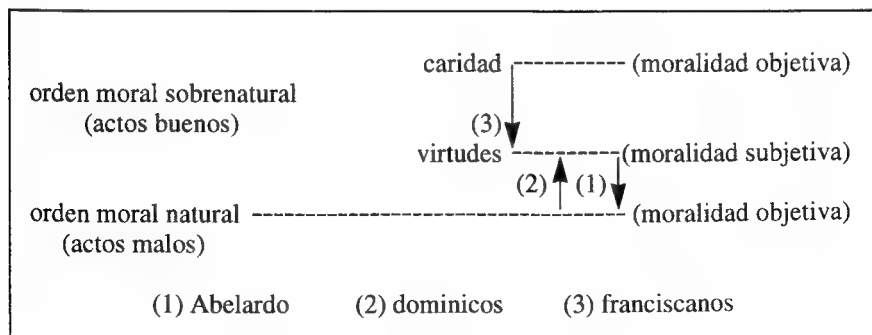 caridad (moralidad objetiva)
orden moral sobrenatural
(actos buenos)
(3)
virtudes (moralidad subjetiva)
(2) (1)
orden moral natural (moralidad objetiva)
(actos malos)
(1) Abelardo (2) dominicos (3) franciscanos